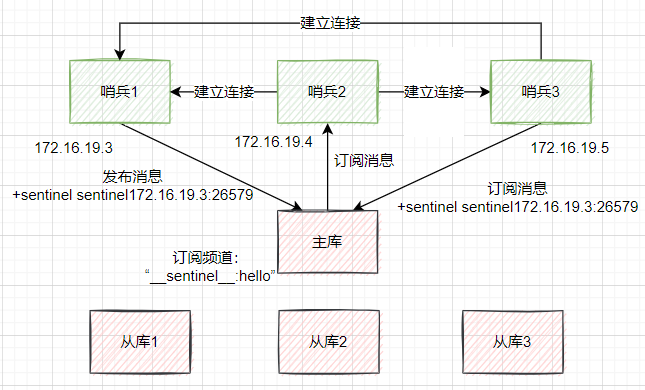 建立连接
哨兵1
建立连接
哨兵2
建立连接
哨兵3
172.16.19.3
172.16.19.4
172.16.19.5
发布消息
+sentinel sentinel172.16.19.3:26579
订阅消息
订阅消息
+sentinel sentinel172.16.19.3:26579
主库
订阅频道：
“__sentinel__:hello”
从库1
从库2
从库3